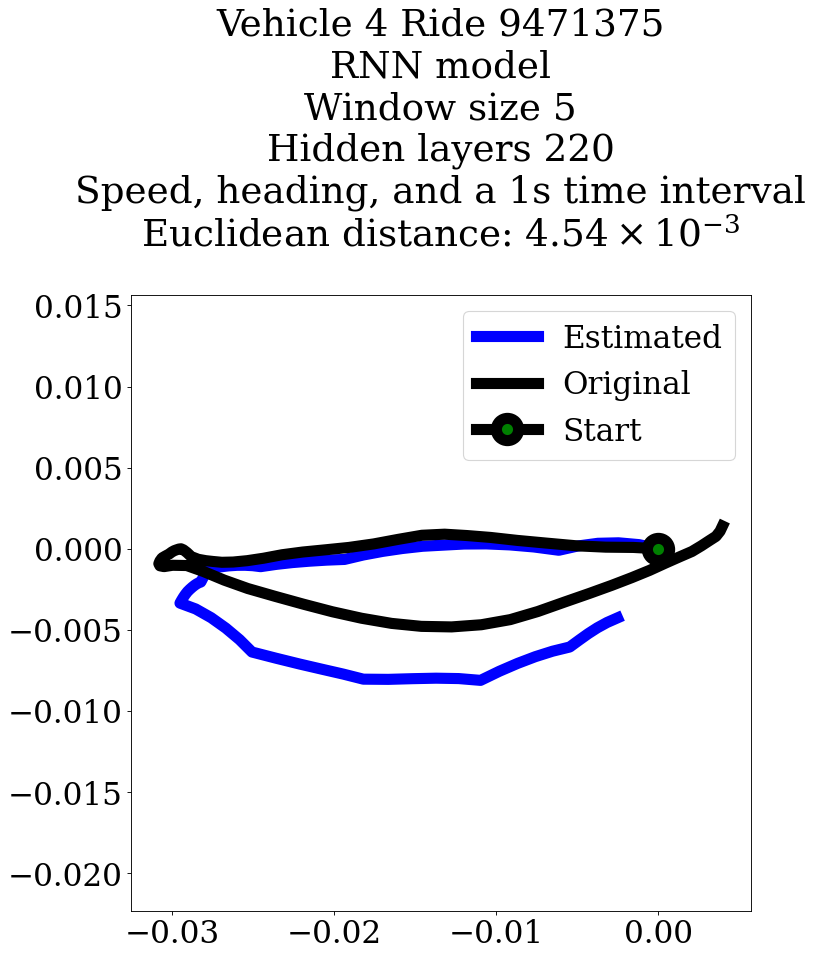 Vehicle 4 Ride 9471375
RNN model
Window size 5
Hidden layers 220
Speed, heading, and a 1s time interval
Euclidean distance: 4.54 × 10⁻³
Estimated
Original
Start
0.015
0.010
0.005
0.000
−0.005
−0.010
−0.015
−0.020
−0.03 −0.02 −0.01 0.00